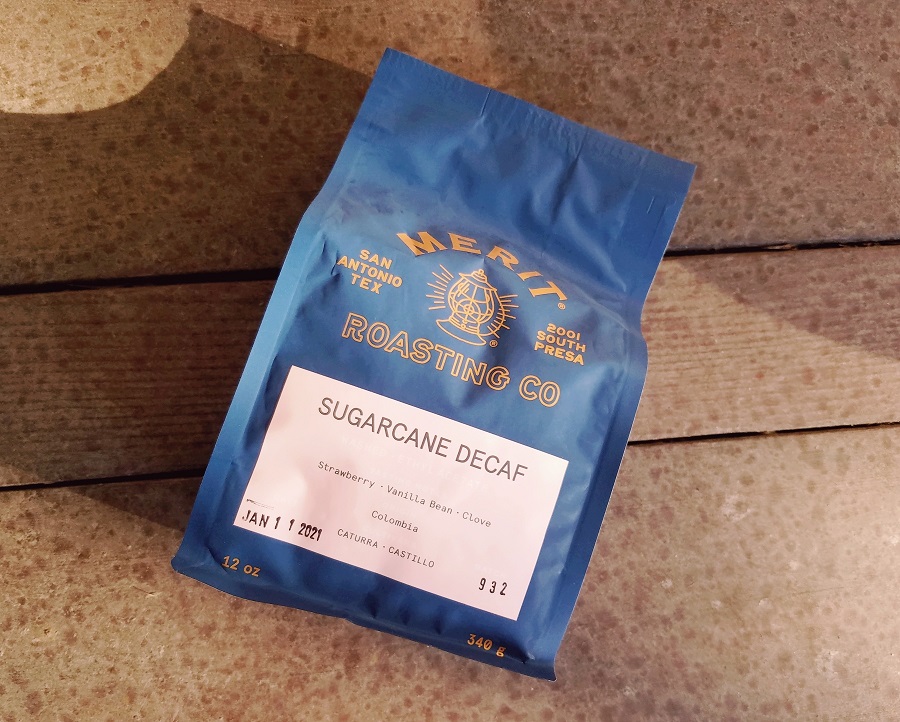 MERIT®
SAN
ANTONIO
TEX
®
2001
SOUTH
PRESA
ROASTING CO
SUGARCANE DECAF
Strawberry · Vanilla Bean · Clove
Colombia
JAN 1 1 2021
CATURRA · CASTILLO
932
12 oz
340 g